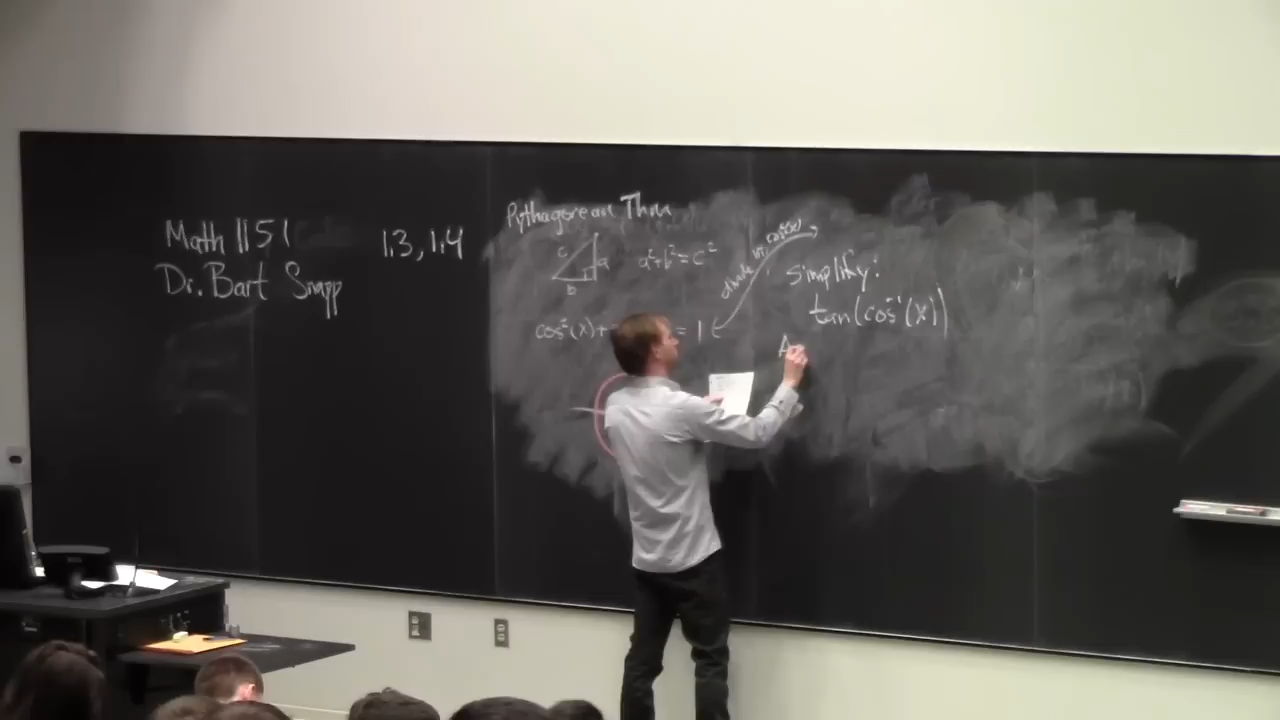 Math 1151
Dr. Bart Snapp
1.3, 1.4
Pythagorean Thm
c a b
a²+b²=c²
cos²(x)+ = 1
divide by cos²(x)
Simplify:
tan(cos⁻¹(x))
A